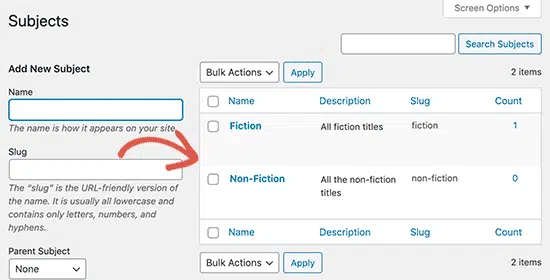 Screen Options
Subjects
Search Subjects
Add New Subject
Bulk Actions Apply 2 items
Name
The name is how it appears on your site.
Slug
The “slug” is the URL-friendly version of
the name. It is usually all lowercase and
contains only letters, numbers, and
hyphens.
Parent Subject
None
Name Description Slug Count
Fiction All fiction titles fiction 1
Non-Fiction All the non-fiction non-fiction 0
titles
Name Description Slug Count
Bulk Actions Apply 2 items